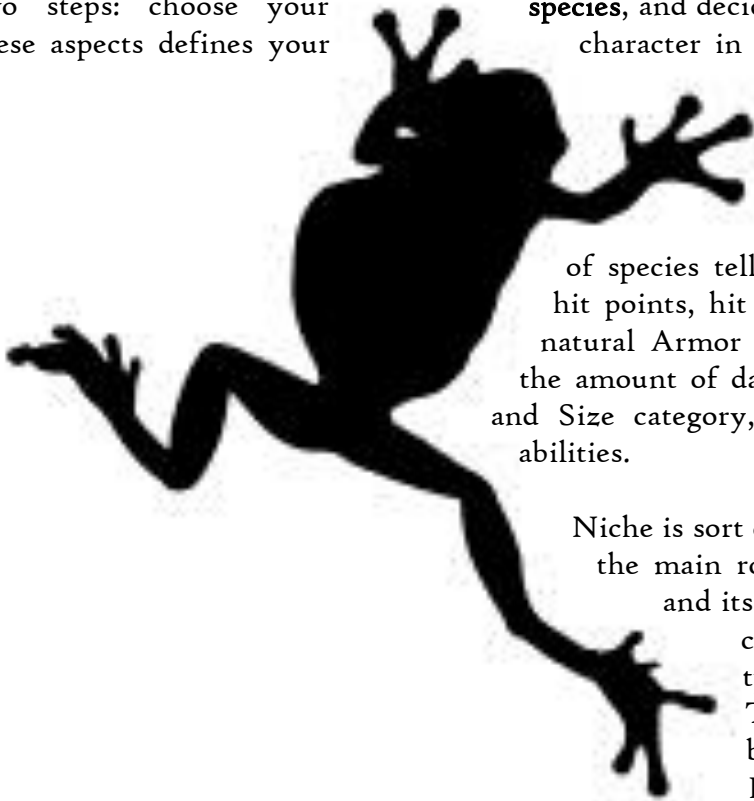 o steps: choose your species, and decid
ese aspects defines your character in
of species tell
hit points, hit
natural Armor
the amount of da
and Size category,
abilities.
Niche is sort
the main ro
and its
c
t
T
b